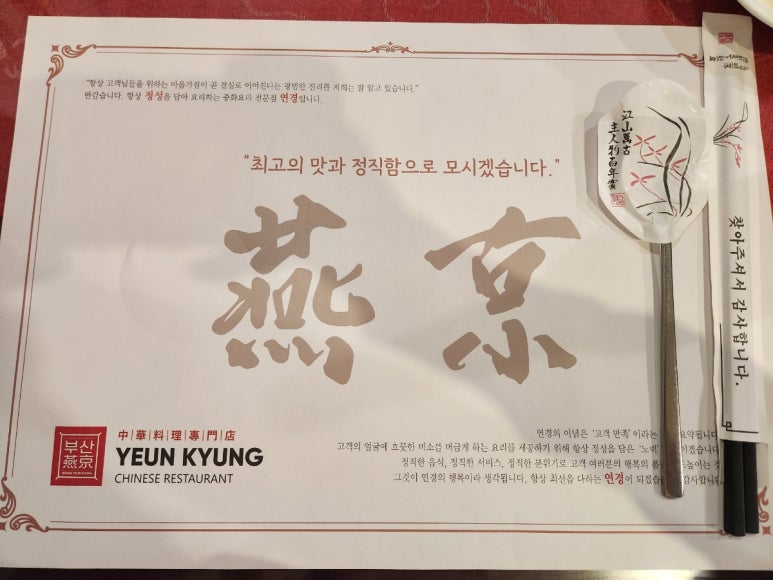 "항상 고객님들을 위하는 마음가짐이 곧 결실로 이어진다는 평범한 진리를 저희는 잘 알고 있습니다."
반갑습니다. 항상 정성을 담아 요리하는 중화요리 전문점 연경입니다.
"최고의 맛과 정직함으로 모시겠습니다."
燕京
부산
燕京
中華料理專門店
YEUN KYUNG
CHINESE RESTAURANT
연경의 이념은 '고객 만족' 이라는
고객의 얼굴에 흐뭇한 미소를 머금게 하는 요리를 제공하기 위해 항상 정성을 담은 '노력'
정직한 음식, 정직한 서비스, 정직한 분위기로 고객 여러분의 행복의
그것이 연경의 행복이라 생각됩니다. 항상 최선을 다하는 연경이
江山萬古
主人物百年
찾아주셔서 감사합니다.